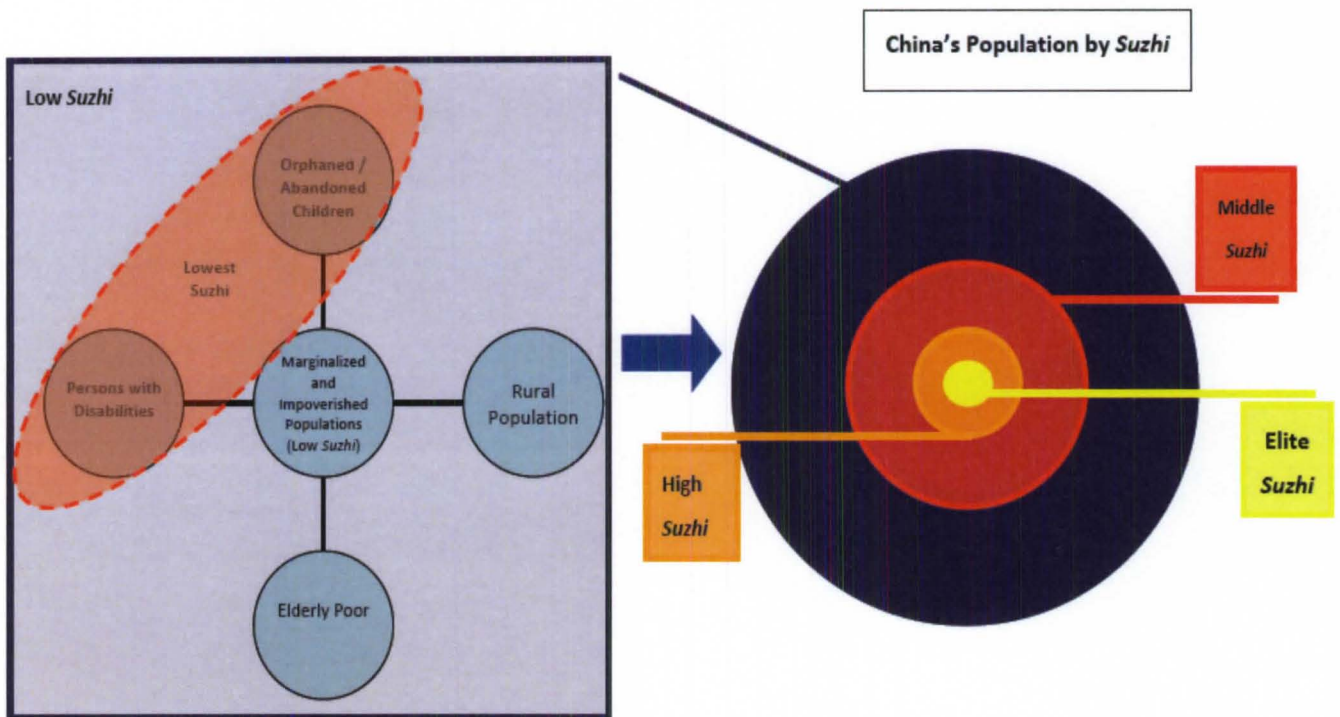 China's Population by Suzhi
Low Suzhi
Orphaned /
Abandoned
Children
Lowest
Suzhi
Persons with
Disabilities
Marginalized
and
Impoverished
Populations
(Low Suzhi)
Rural
Population
Elderly Poor
Middle
Suzhi
High
Suzhi
Elite
Suzhi